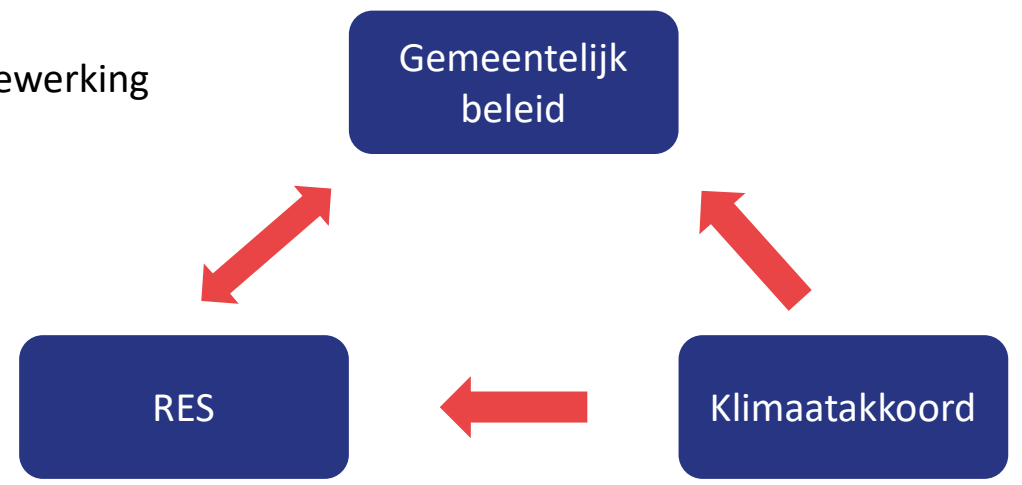 Gemeentelijk
beleid
ewerking
RES
Klimaatakkoord